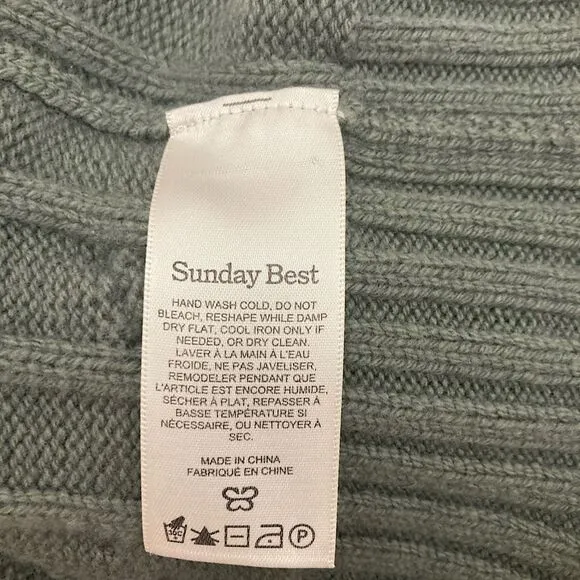 Sunday Best
HAND WASH COLD, DO NOT
BLEACH, RESHAPE WHILE DAMP
DRY FLAT, COOL IRON ONLY IF
NEEDED, OR DRY CLEAN.
LAVER À LA MAIN À L'EAU
FROIDE, NE PAS JAVELISER,
REMODELER PENDANT QUE
L'ARTICLE EST ENCORE HUMIDE,
SÉCHER À PLAT, REPASSER À
BASSE TEMPÉRATURE SI
NÉCESSAIRE, OU NETTOYER À
SEC.
MADE IN CHINA
FABRIQUÉ EN CHINE
30C P